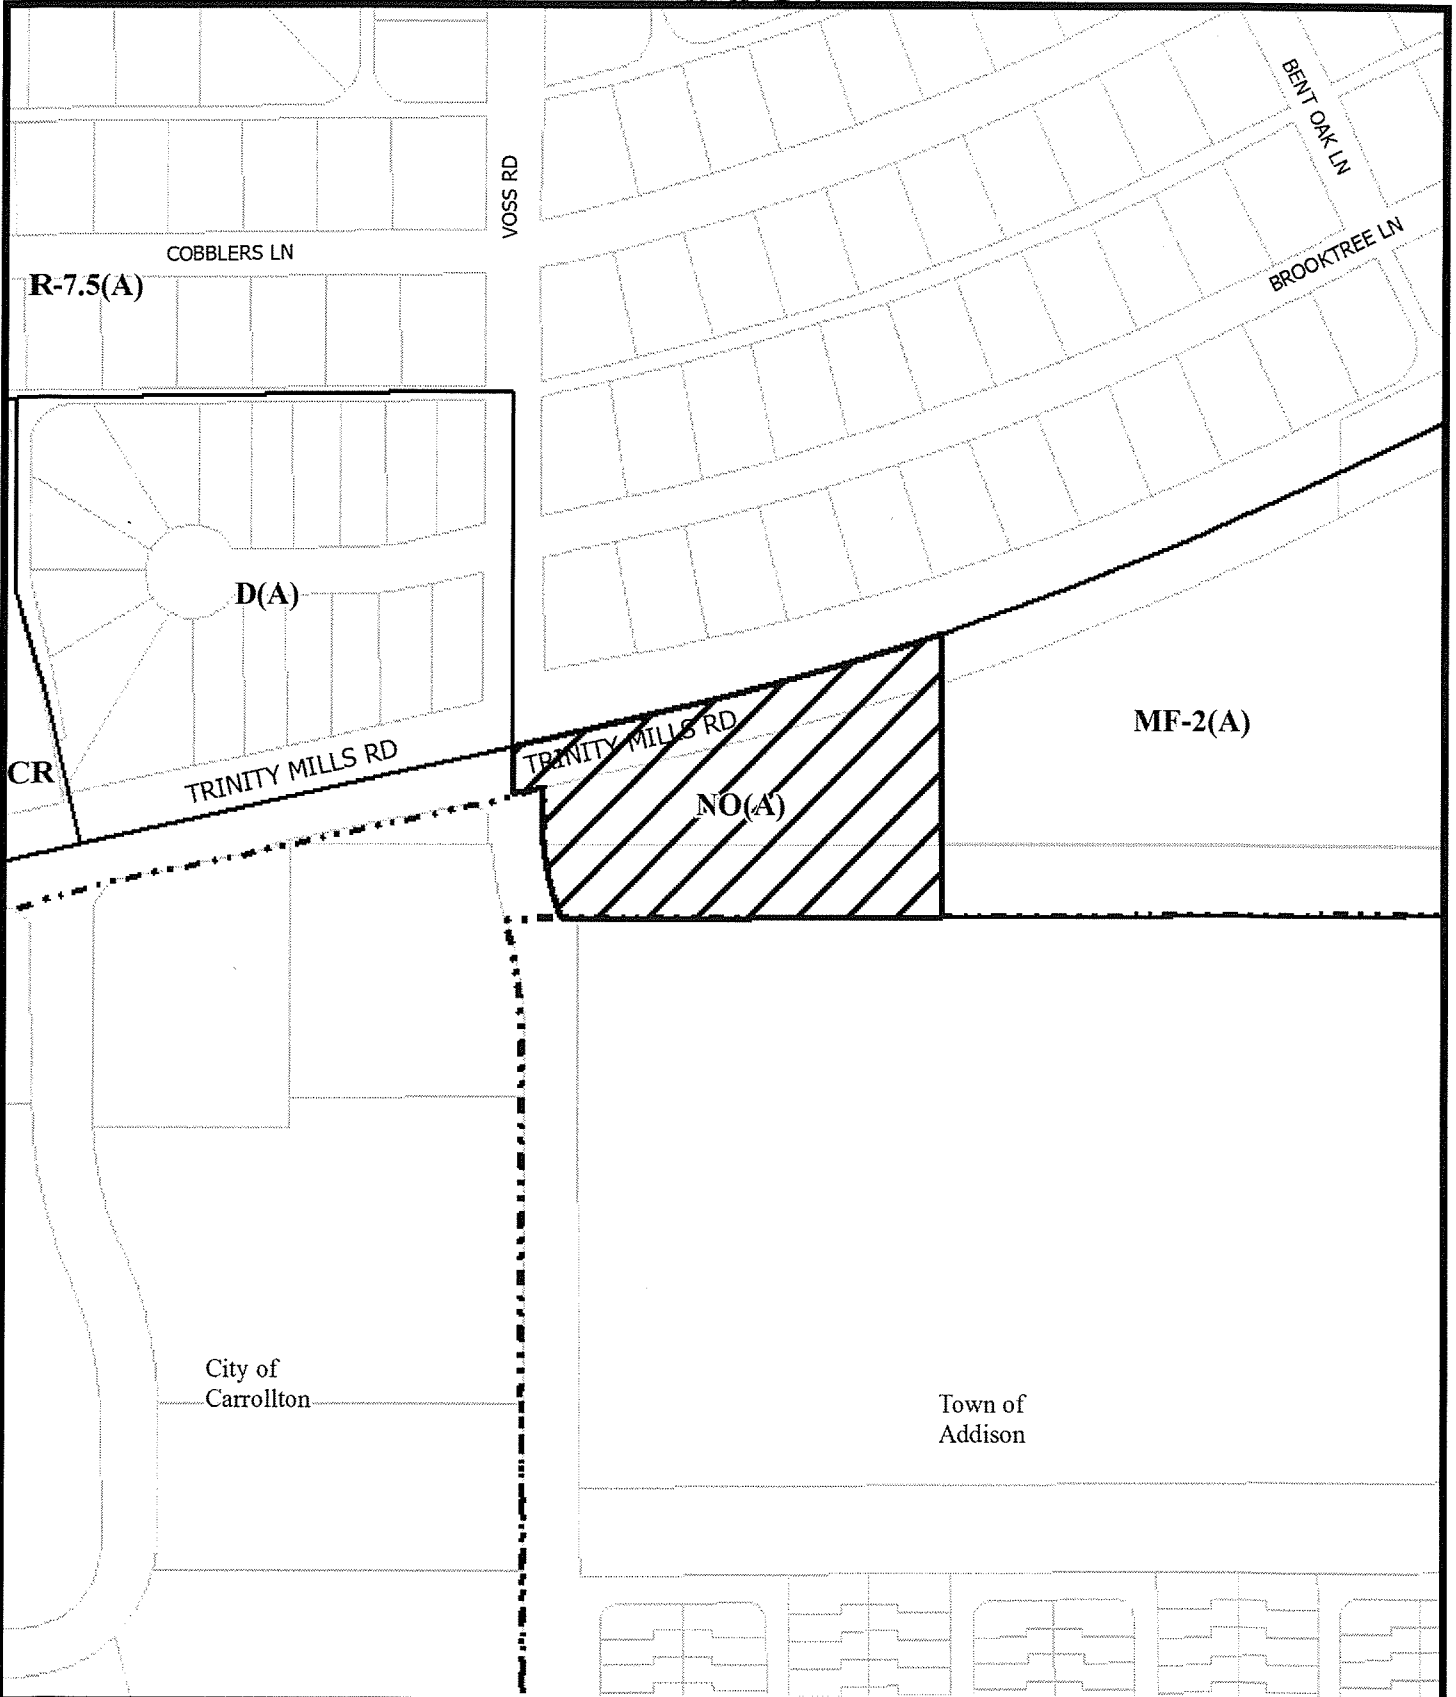 BENT OAK LN
VOSS RD
COBBLERS LN
BROOKTREE LN
R-7.5(A)
D(A)
MF-2(A)
TRINITY MILLS RD
TRINITY MILLS RD
CR
NO(A)
City of
Carrollton
Town of
Addison